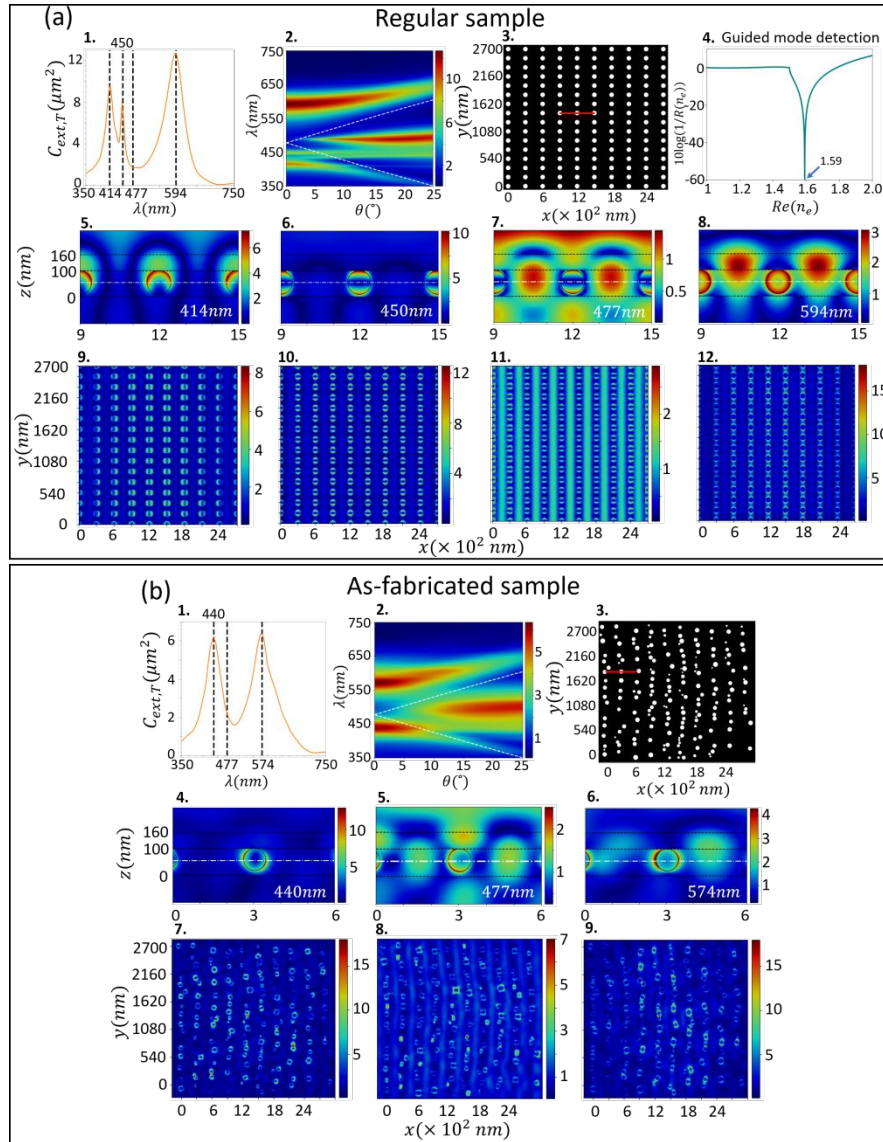 (a)
Regular sample
1.
450
C_{ext,T}(μm²)
12
8
4
0
350 414 477 594 750
λ(nm)
2.
λ(nm)
750
650
550
450
350
0 5 10 15 20 25
θ(°)
12
8
4
3.
y(nm)
2700
2160
1620
1080
540
0
0 6 12 18 24
x(× 10² nm)
4. Guided mode detection
10log(1/R(n_e))
0
-20
-40
-60
1.59
1 1.2 1.4 1.6 1.8 2.0
Re(n_e)
5.
z(nm)
160
100
0
414nm
9 12 15
6
4
2
6.
450nm
9 12 15
10
5
7.
477nm
9 12 15
1
0.5
8.
594nm
9 12 15
3
2
1
9.
y(nm)
2700
2160
1620
1080
540
0
0 6 12 18 24
8
6
4
2
10.
0 6 12 18 24
12
8
4
11.
0 6 12 18 24
2
1
12.
0 6 12 18 24
15
10
5
x(× 10² nm)
(b)
As-fabricated sample
1.
440
C_{ext,T}(μm²)
6
4
2
0
350 477 574 750
λ(nm)
2.
λ(nm)
750
650
550
450
350
0 5 10 15 20 25
θ(°)
5
3
1
3.
y(nm)
2700
2160
1620
1080
540
0
0 6 12 18 24
x(× 10² nm)
4.
z(nm)
160
100
0
440nm
0 3 6
10
5
5.
477nm
0 3 6
2
1
6.
574nm
0 3 6
4
3
2
1
7.
y(nm)
2700
2160
1620
1080
540
0
0 6 12 18 24
15
10
5
8.
0 6 12 18 24
7
5
3
1
9.
0 6 12 18 24
15
10
5
x(× 10² nm)